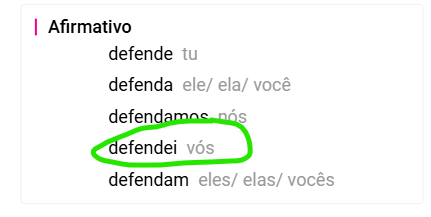 Afirmativo
defende tu
defenda ele/ ela/ você
defendamos nós
defendei vós
defendam eles/ elas/ vocês